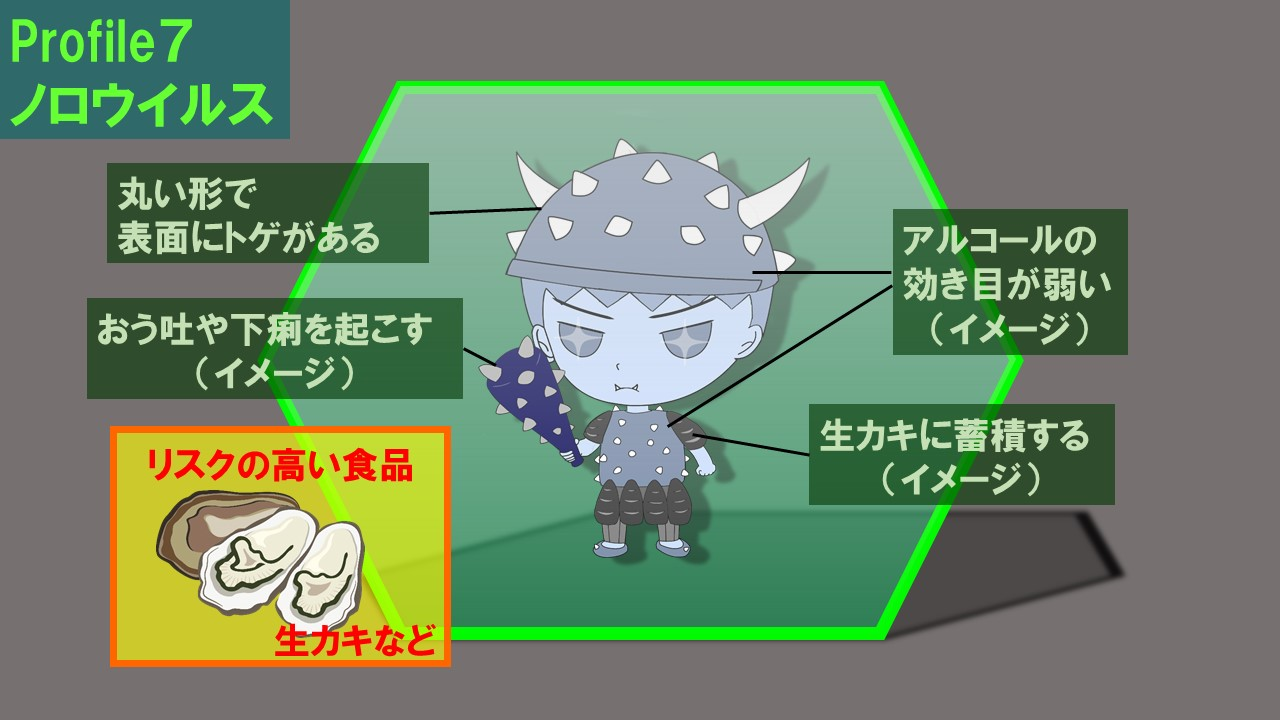 Profile７
ノロウイルス
丸い形で
表面にトゲがある
おう吐や下痢を起こす
（イメージ）
アルコールの
効き目が弱い
（イメージ）
生カキに蓄積する
（イメージ）
リスクの高い食品
生カキなど